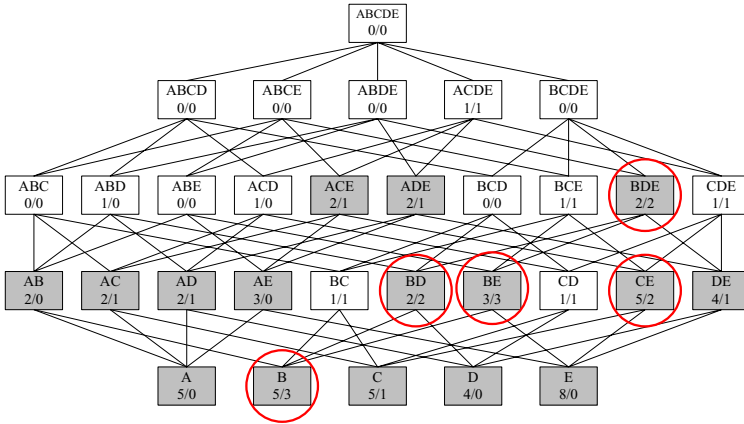 ABCDE
0/0
ABCD ABCE ABDE ACDE BCDE
0/0 0/0 0/0 1/1 0/0
ABC ABD ABE ACD ACE ADE BCD BCE BDE CDE
0/0 1/0 0/0 1/0 2/1 2/1 0/0 1/1 2/2 1/1
AB AC AD AE BC BD BE CD CE DE
2/0 2/1 2/1 3/0 1/1 2/2 3/3 1/1 5/2 4/1
A B C D E
5/0 5/3 5/1 4/0 8/0